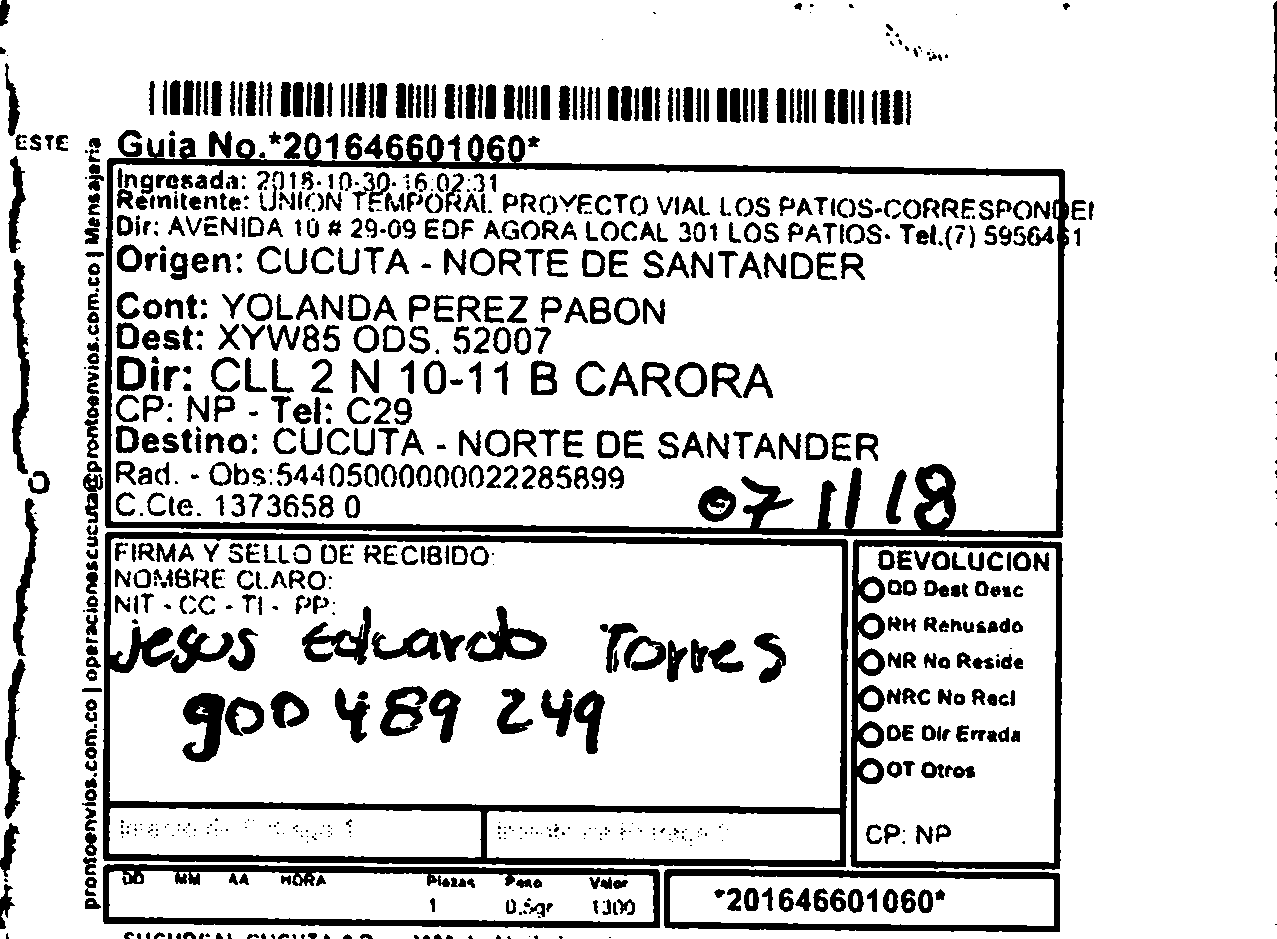 ESTE
Guia No.*201646601060*
Ingresada: 2018-10-30-16:02:31
Remitente: UNION TEMPORAL PROYECTO VIAL LOS PATIOS-CORRESPONDEN
Dir: AVENIDA 10 # 29-09 EDF AGORA LOCAL 301 LOS PATIOS- Tel.(7) 5956461
Origen: CUCUTA - NORTE DE SANTANDER
Cont: YOLANDA PEREZ PABON
Dest: XYW85 ODS. 52007
Dir: CLL 2 N 10-11 B CARORA
CP: NP - Tel: C29
Destino: CUCUTA - NORTE DE SANTANDER
Rad. - Obs:544050000000022285899
C.Cte. 1373658 0
07 11 18
prontoenvios.com.co | operacionescucuta@prontoenvios.com.co | Mensajeria
FIRMA Y SELLO DE RECIBIDO:
NOMBRE CLARO:
NIT - CC - TI - PP:
jesus Eduardo Torres
900 489 249
DEVOLUCION
DD Dest Desc
RH Rehusado
NR No Reside
NRC No Recl
DE Dir Errada
OT Otros
CP: NP
DD MM AA HORA Piezas Peso Valor
1 0.5gr 1300
*201646601060*